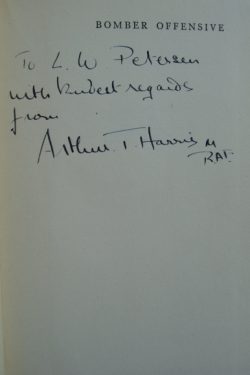 BOMBER OFFENSIVE
To L. W Petersen
with kindest regards
from
Arthur. T. Harris M
RAF.